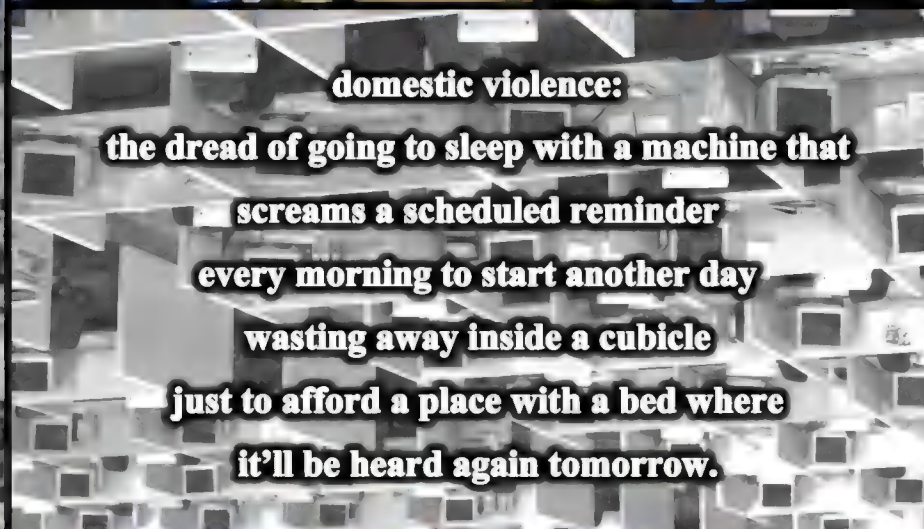 domestic violence:
the dread of going to sleep with a machine that
screams a scheduled reminder
every morning to start another day
wasting away inside a cubicle
just to afford a place with a bed where
it’ll be heard again tomorrow.